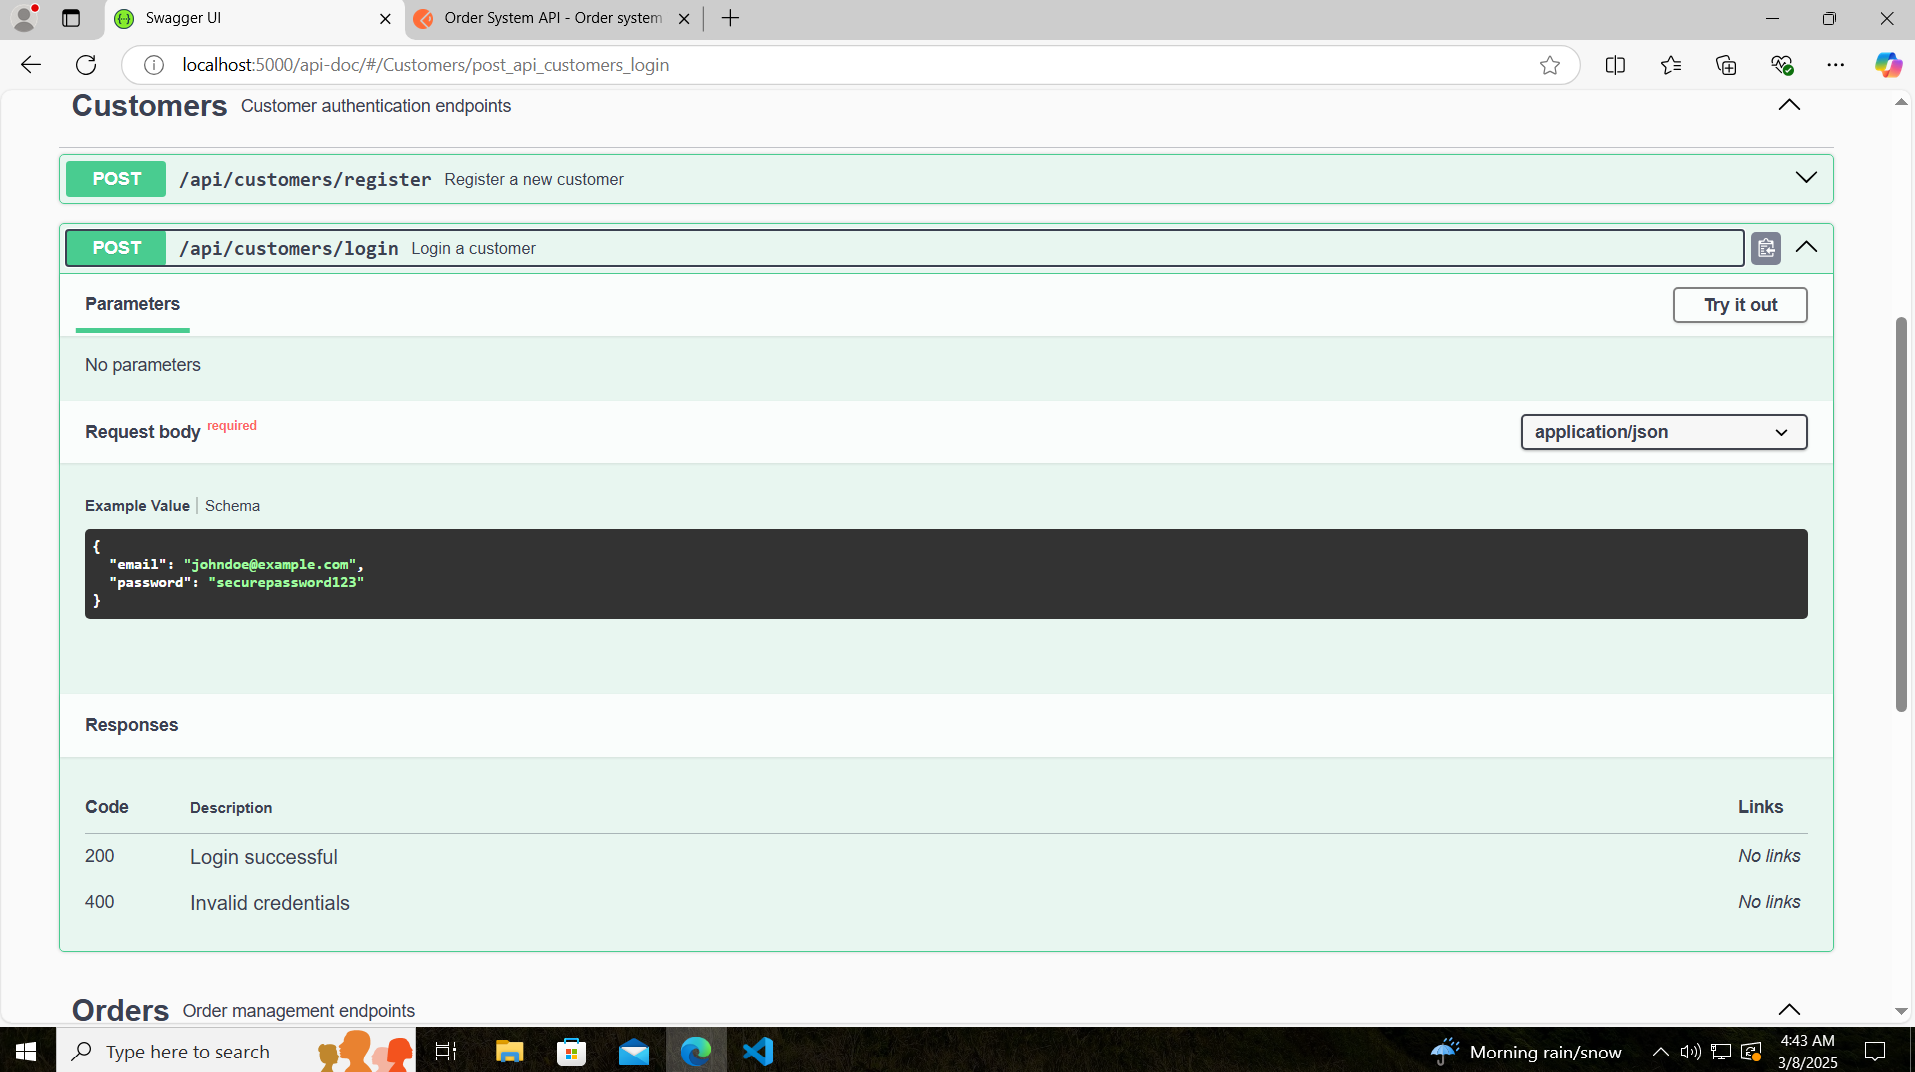 Swagger UI
Order System API - Order system
localhost:5000/api-doc/#/Customers/post_api_customers_login
Customers Customer authentication endpoints
POST /api/customers/register Register a new customer
POST /api/customers/login Login a customer
Parameters
Try it out
No parameters
Request body required
application/json
Example Value | Schema
{
"email": "johndoe@example.com",
"password": "securepassword123"
}
Responses
Code Description Links
200 Login successful No links
400 Invalid credentials No links
Orders Order management endpoints
Type here to search
Morning rain/snow
4:43 AM
3/8/2025